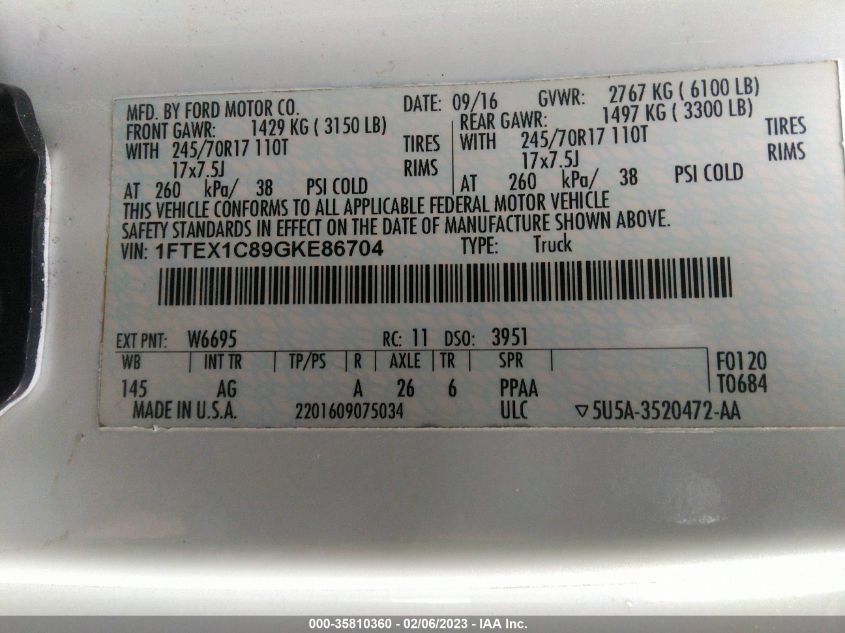 MFD. BY FORD MOTOR CO. DATE: 09/16 GVWR: 2767 KG ( 6100 LB)
FRONT GAWR: 1429 KG ( 3150 LB) REAR GAWR: 1497 KG ( 3300 LB)
WITH 245/70R17 110T TIRES WITH 245/70R17 110T TIRES
17x7.5J RIMS 17x7.5J RIMS
AT 260 kPa/ 38 PSI COLD AT 260 kPa/ 38 PSI COLD
THIS VEHICLE CONFORMS TO ALL APPLICABLE FEDERAL MOTOR VEHICLE
SAFETY STANDARDS IN EFFECT ON THE DATE OF MANUFACTURE SHOWN ABOVE.
VIN: 1FTEX1C89GKE86704 TYPE: Truck
EXT PNT: W6695 RC: 11 DSO: 3951
WB INT TR TP/PS R AXLE TR SPR F0120
145 AG A 26 6 PPAA T0684
MADE IN U.S.A. 2201609075034 ULC ▽5U5A-3520472-AA
000-35810360 | 02/06/2023 - IAA Inc.